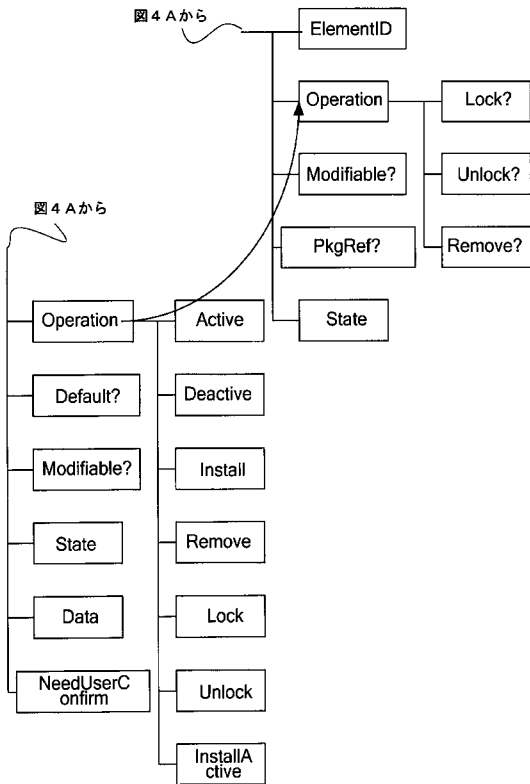 図4Aから
ElementID
Operation
Lock?
Modifiable?
Unlock?
PkgRef?
Remove?
State
図4Aから
Operation
Active
Default?
Deactive
Modifiable?
Install
State
Remove
Data
Lock
NeedUserC
onfirm
Unlock
InstallA
ctive